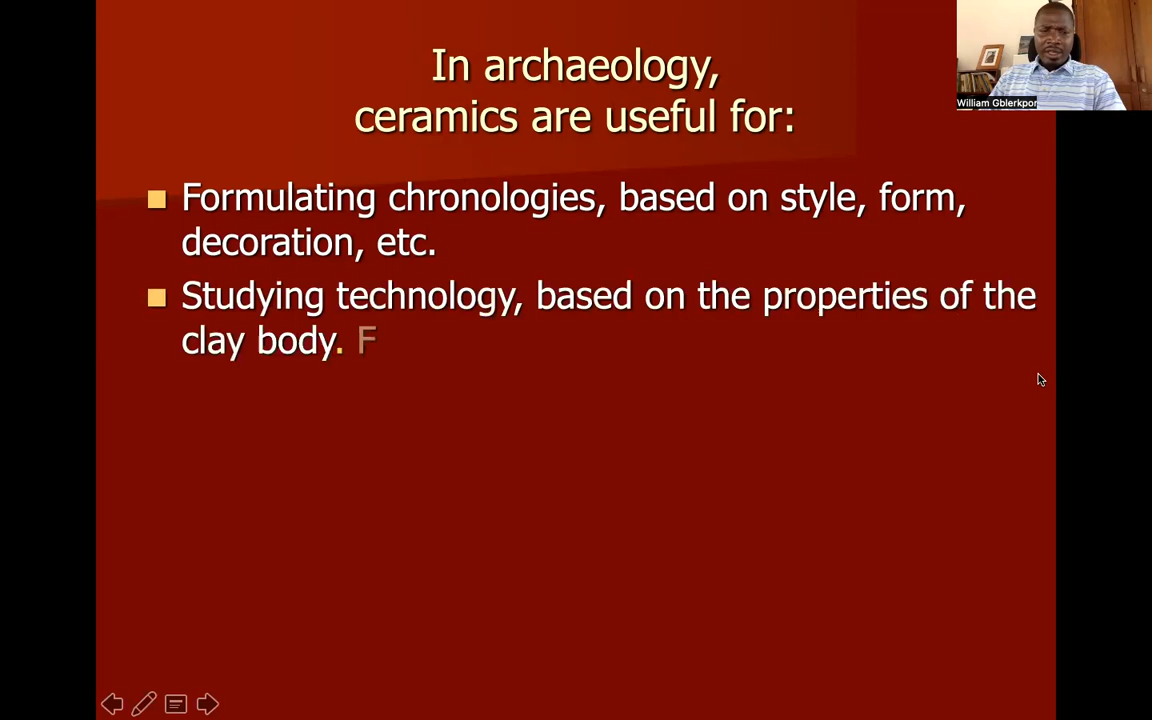 In archaeology,
ceramics are useful for:
Formulating chronologies, based on style, form,
decoration, etc.
Studying technology, based on the properties of the
clay body. F
William Gblerkpor